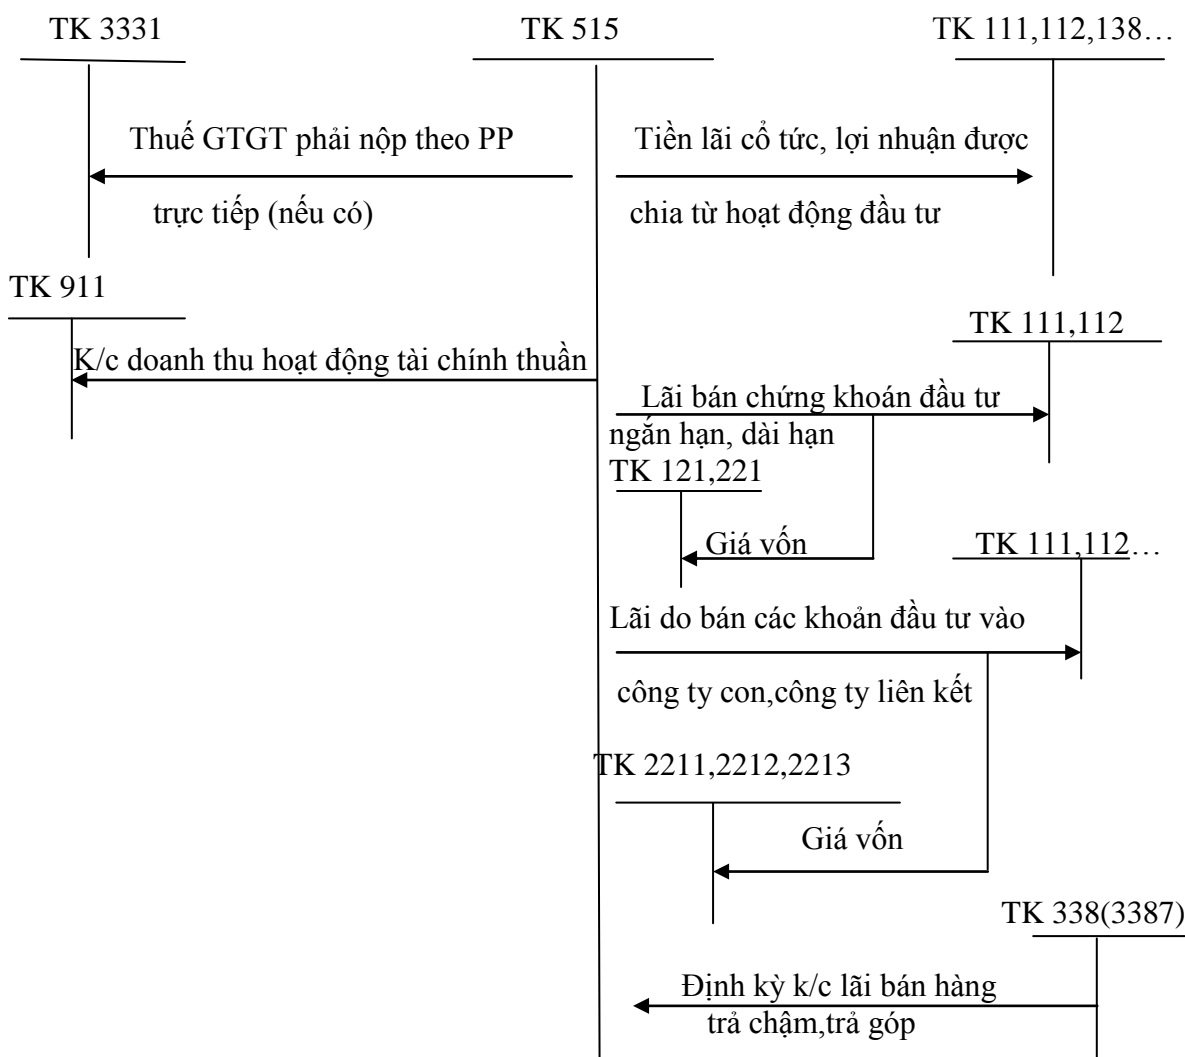 TK 3331
TK 515
TK 111,112,138…
Thuế GTGT phải nộp theo PP
trực tiếp (nếu có)
Tiền lãi cổ tức, lợi nhuận được
chia từ hoạt động đầu tư
TK 911
K/c doanh thu hoạt động tài chính thuần
TK 111,112
Lãi bán chứng khoán đầu tư
ngắn hạn, dài hạn
TK 121,221
Giá vốn
TK 111,112…
Lãi do bán các khoản đầu tư vào
công ty con,công ty liên kết
TK 2211,2212,2213
Giá vốn
TK 338(3387)
Định kỳ k/c lãi bán hàng
trả chậm,trả góp